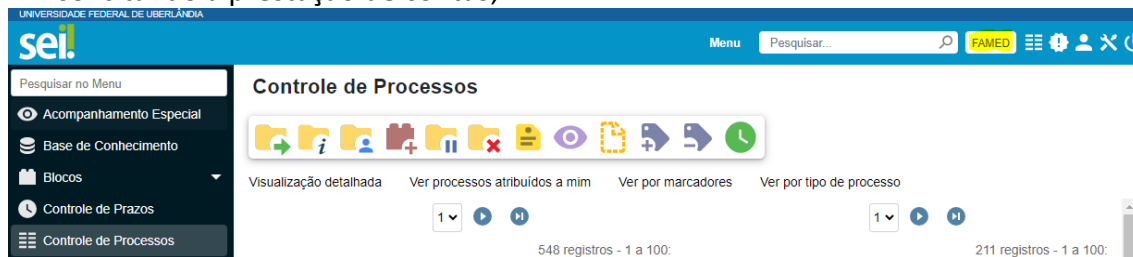 UNIVERSIDADE FEDERAL DE UBERLÂNDIA
sei!
Menu
Pesquisar...
FAMED
Pesquisar no Menu
Acompanhamento Especial
Base de Conhecimento
Blocos
Controle de Prazos
Controle de Processos
Controle de Processos
Visualização detalhada Ver processos atribuídos a mim Ver por marcadores Ver por tipo de processo
1 1
548 registros - 1 a 100: 211 registros - 1 a 100: